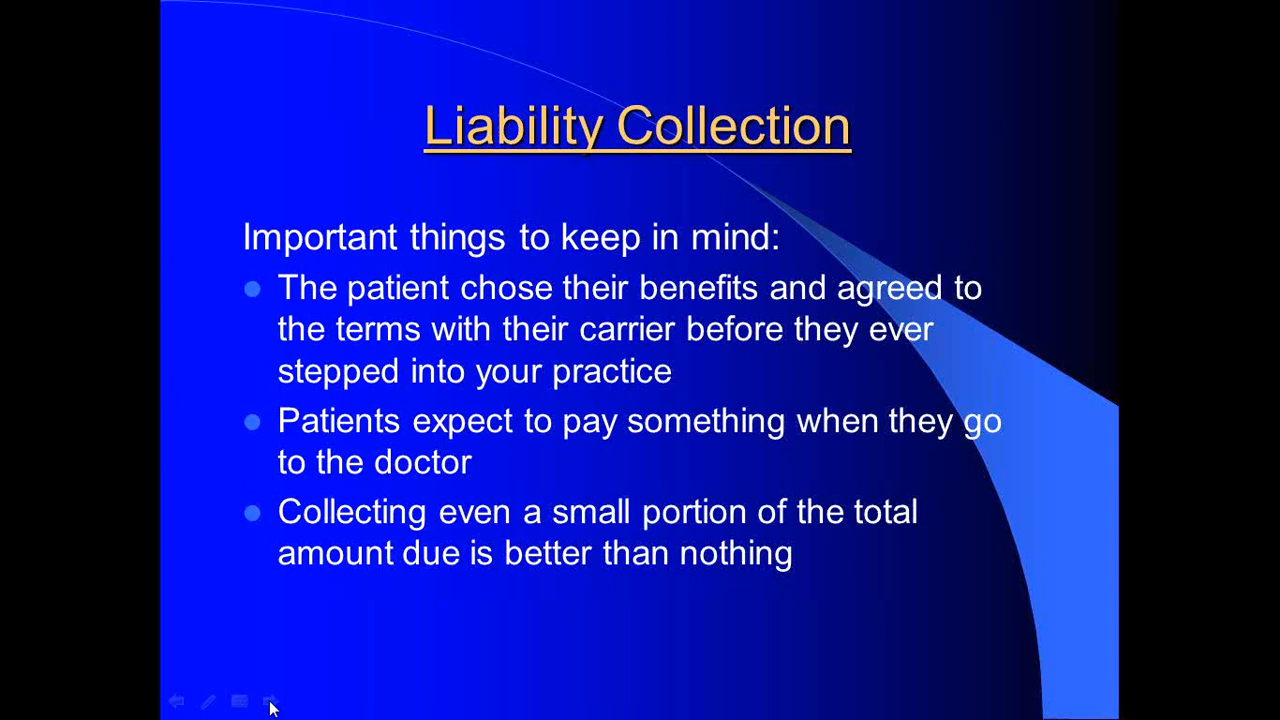 Liability Collection
Important things to keep in mind:
The patient chose their benefits and agreed to
the terms with their carrier before they ever
stepped into your practice
Patients expect to pay something when they go
to the doctor
Collecting even a small portion of the total
amount due is better than nothing